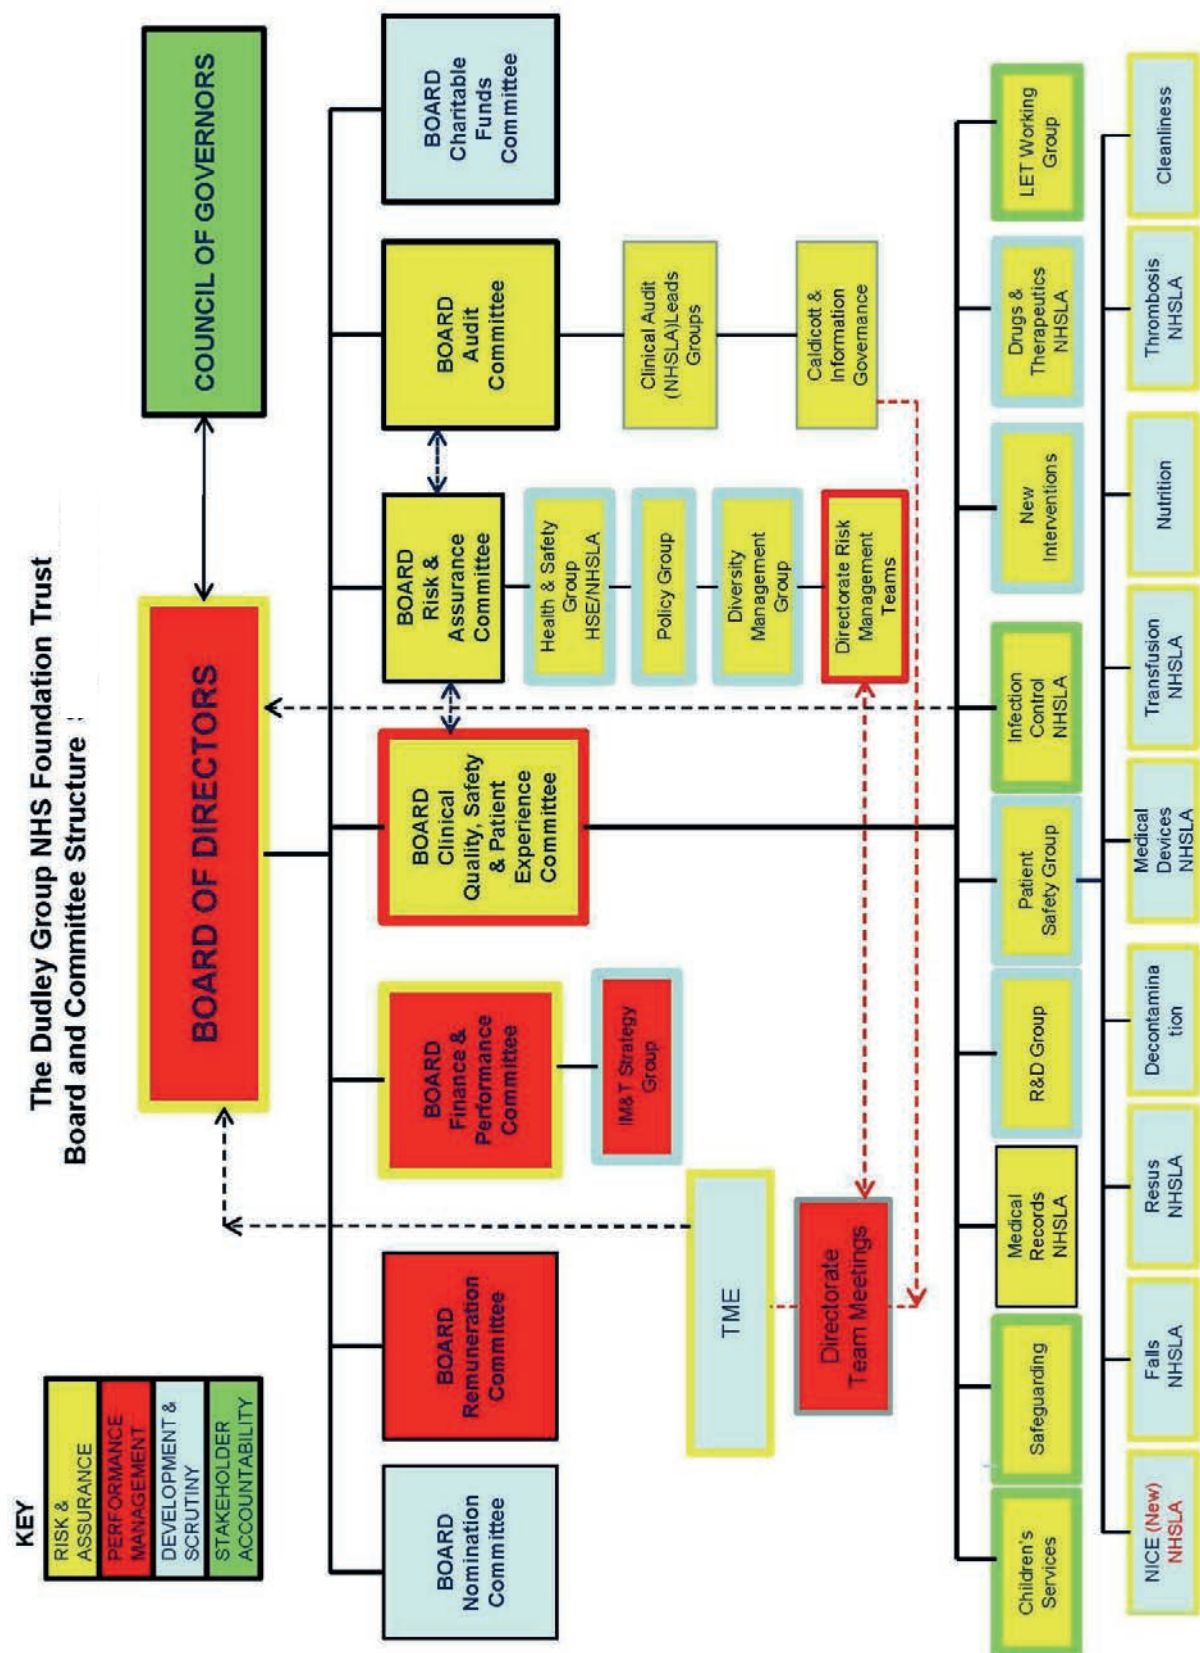 The Dudley Group NHS Foundation Trust
Board and Committee Structure :
KEY
RISK &
ASSURANCE
PERFORMANCE
MANAGEMENT
DEVELOPMENT &
SCRUTINY
STAKEHOLDER
ACCOUNTABILITY
BOARD OF DIRECTORS
COUNCIL OF GOVERNORS
BOARD
Nomination
Committee
BOARD
Remuneration
Committee
BOARD
Finance &
Performance
Committee
BOARD
Clinical
Quality, Safety
& Patient
Experience
Committee
BOARD
Risk &
Assurance
Committee
BOARD
Audit
Committee
BOARD
Charitable
Funds
Committee
IM&T Strategy
Group
Health & Safety
Group
HSE/NHSLA
Policy Group
Diversity
Management
Group
Directorate Risk
Management
Teams
Clinical Audit
(NHSLA)Leads
Groups
Caldicott &
Information
Governance
TME
Directorate
Team Meetings
Children's
Services
Safeguarding
Medical
Records
NHSLA
R&D Group
Patient
Safety Group
Infection
Control
NHSLA
New
Interventions
Drugs &
Therapeutics
NHSLA
LET Working
Group
NICE (New)
NHSLA
Falls
NHSLA
Resus
NHSLA
Decontamina
tion
Medical
Devices
NHSLA
Transfusion
NHSLA
Nutrition
Thrombosis
NHSLA
Cleanliness